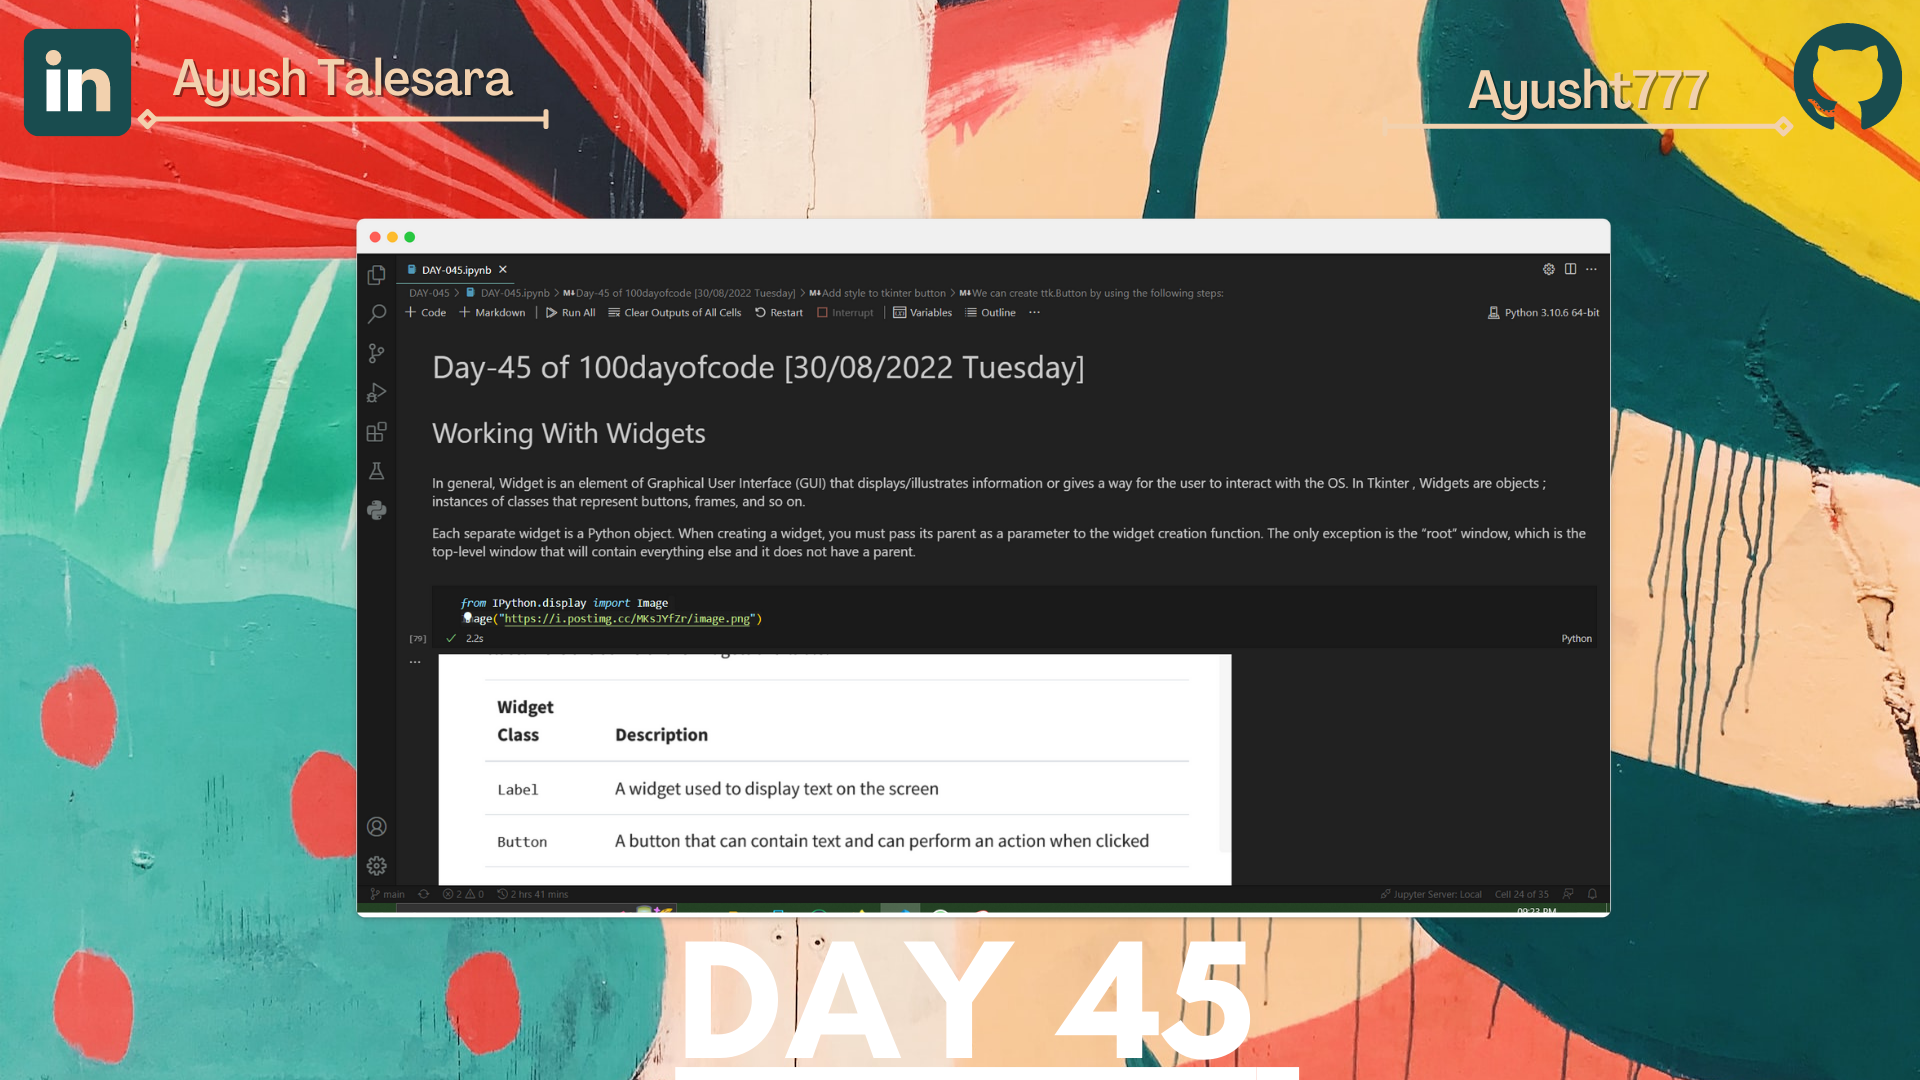 in
Ayush Talesara
Ayusht777
DAY-045.ipynb
DAY-045 > DAY-045.ipynb > M↓Day-45 of 100dayofcode [30/08/2022 Tuesday] > M↓Add style to tkinter button > M↓We can create ttk.Button by using the following steps:
+ Code + Markdown | Run All Clear Outputs of All Cells Restart Interrupt | Variables Outline ...
Python 3.10.6 64-bit
Day-45 of 100dayofcode [30/08/2022 Tuesday]
Working With Widgets
In general, Widget is an element of Graphical User Interface (GUI) that displays/illustrates information or gives a way for the user to interact with the OS. In Tkinter , Widgets are objects ;
instances of classes that represent buttons, frames, and so on.
Each separate widget is a Python object. When creating a widget, you must pass its parent as a parameter to the widget creation function. The only exception is the “root” window, which is the
top-level window that will contain everything else and it does not have a parent.
from IPython.display import Image
mage("https://i.postimg.cc/MKsJYfZr/image.png")
[79]
2.2s
Python
...
Widget
Class Description
Label A widget used to display text on the screen
Button A button that can contain text and can perform an action when clicked
main 2 0 2 hrs 41 mins
Jupyter Server: Local Cell 24 of 35
09:23 PM
DAY 45